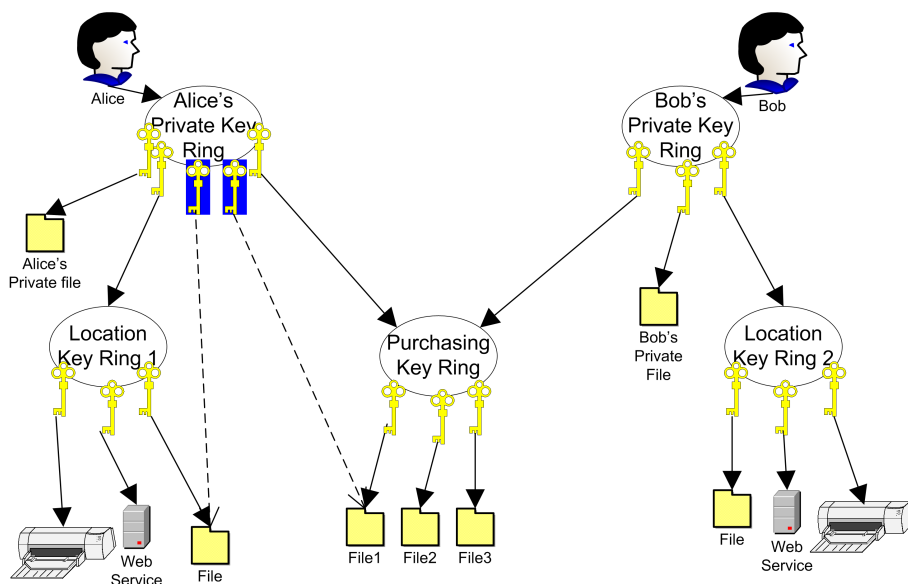 Alice
Bob
Alice's
Private Key
Ring
Bob's
Private Key
Ring
Alice's
Private file
Location
Key Ring 1
Purchasing
Key Ring
Bob's
Private
File
Location
Key Ring 2
Web
Service
File
File1
File2
File3
File
Web
Service